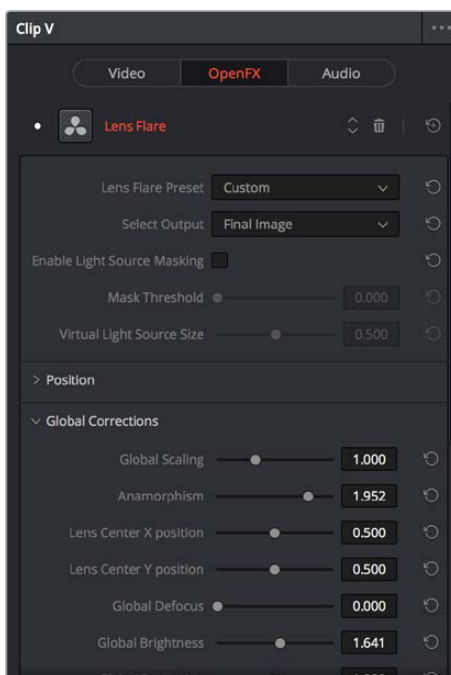 Clip V
Video OpenFX Audio
Lens Flare
Lens Flare Preset Custom
Select Output Final Image
Enable Light Source Masking
Mask Threshold 0.000
Virtual Light Source Size 0.500
Position
Global Corrections
Global Scaling 1.000
Anamorphism 1.952
Lens Center X position 0.500
Lens Center Y position 0.500
Global Defocus 0.000
Global Brightness 1.641